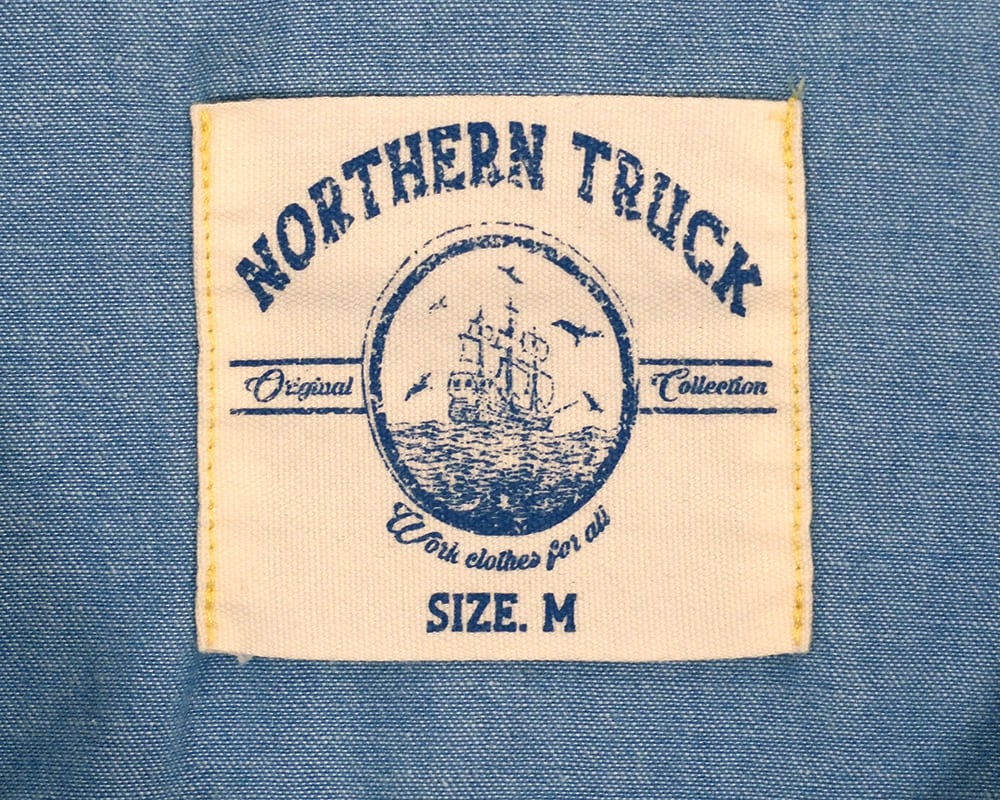 NORTHERN TRUCK
Original Collection
Work clothes for all
SIZE. M